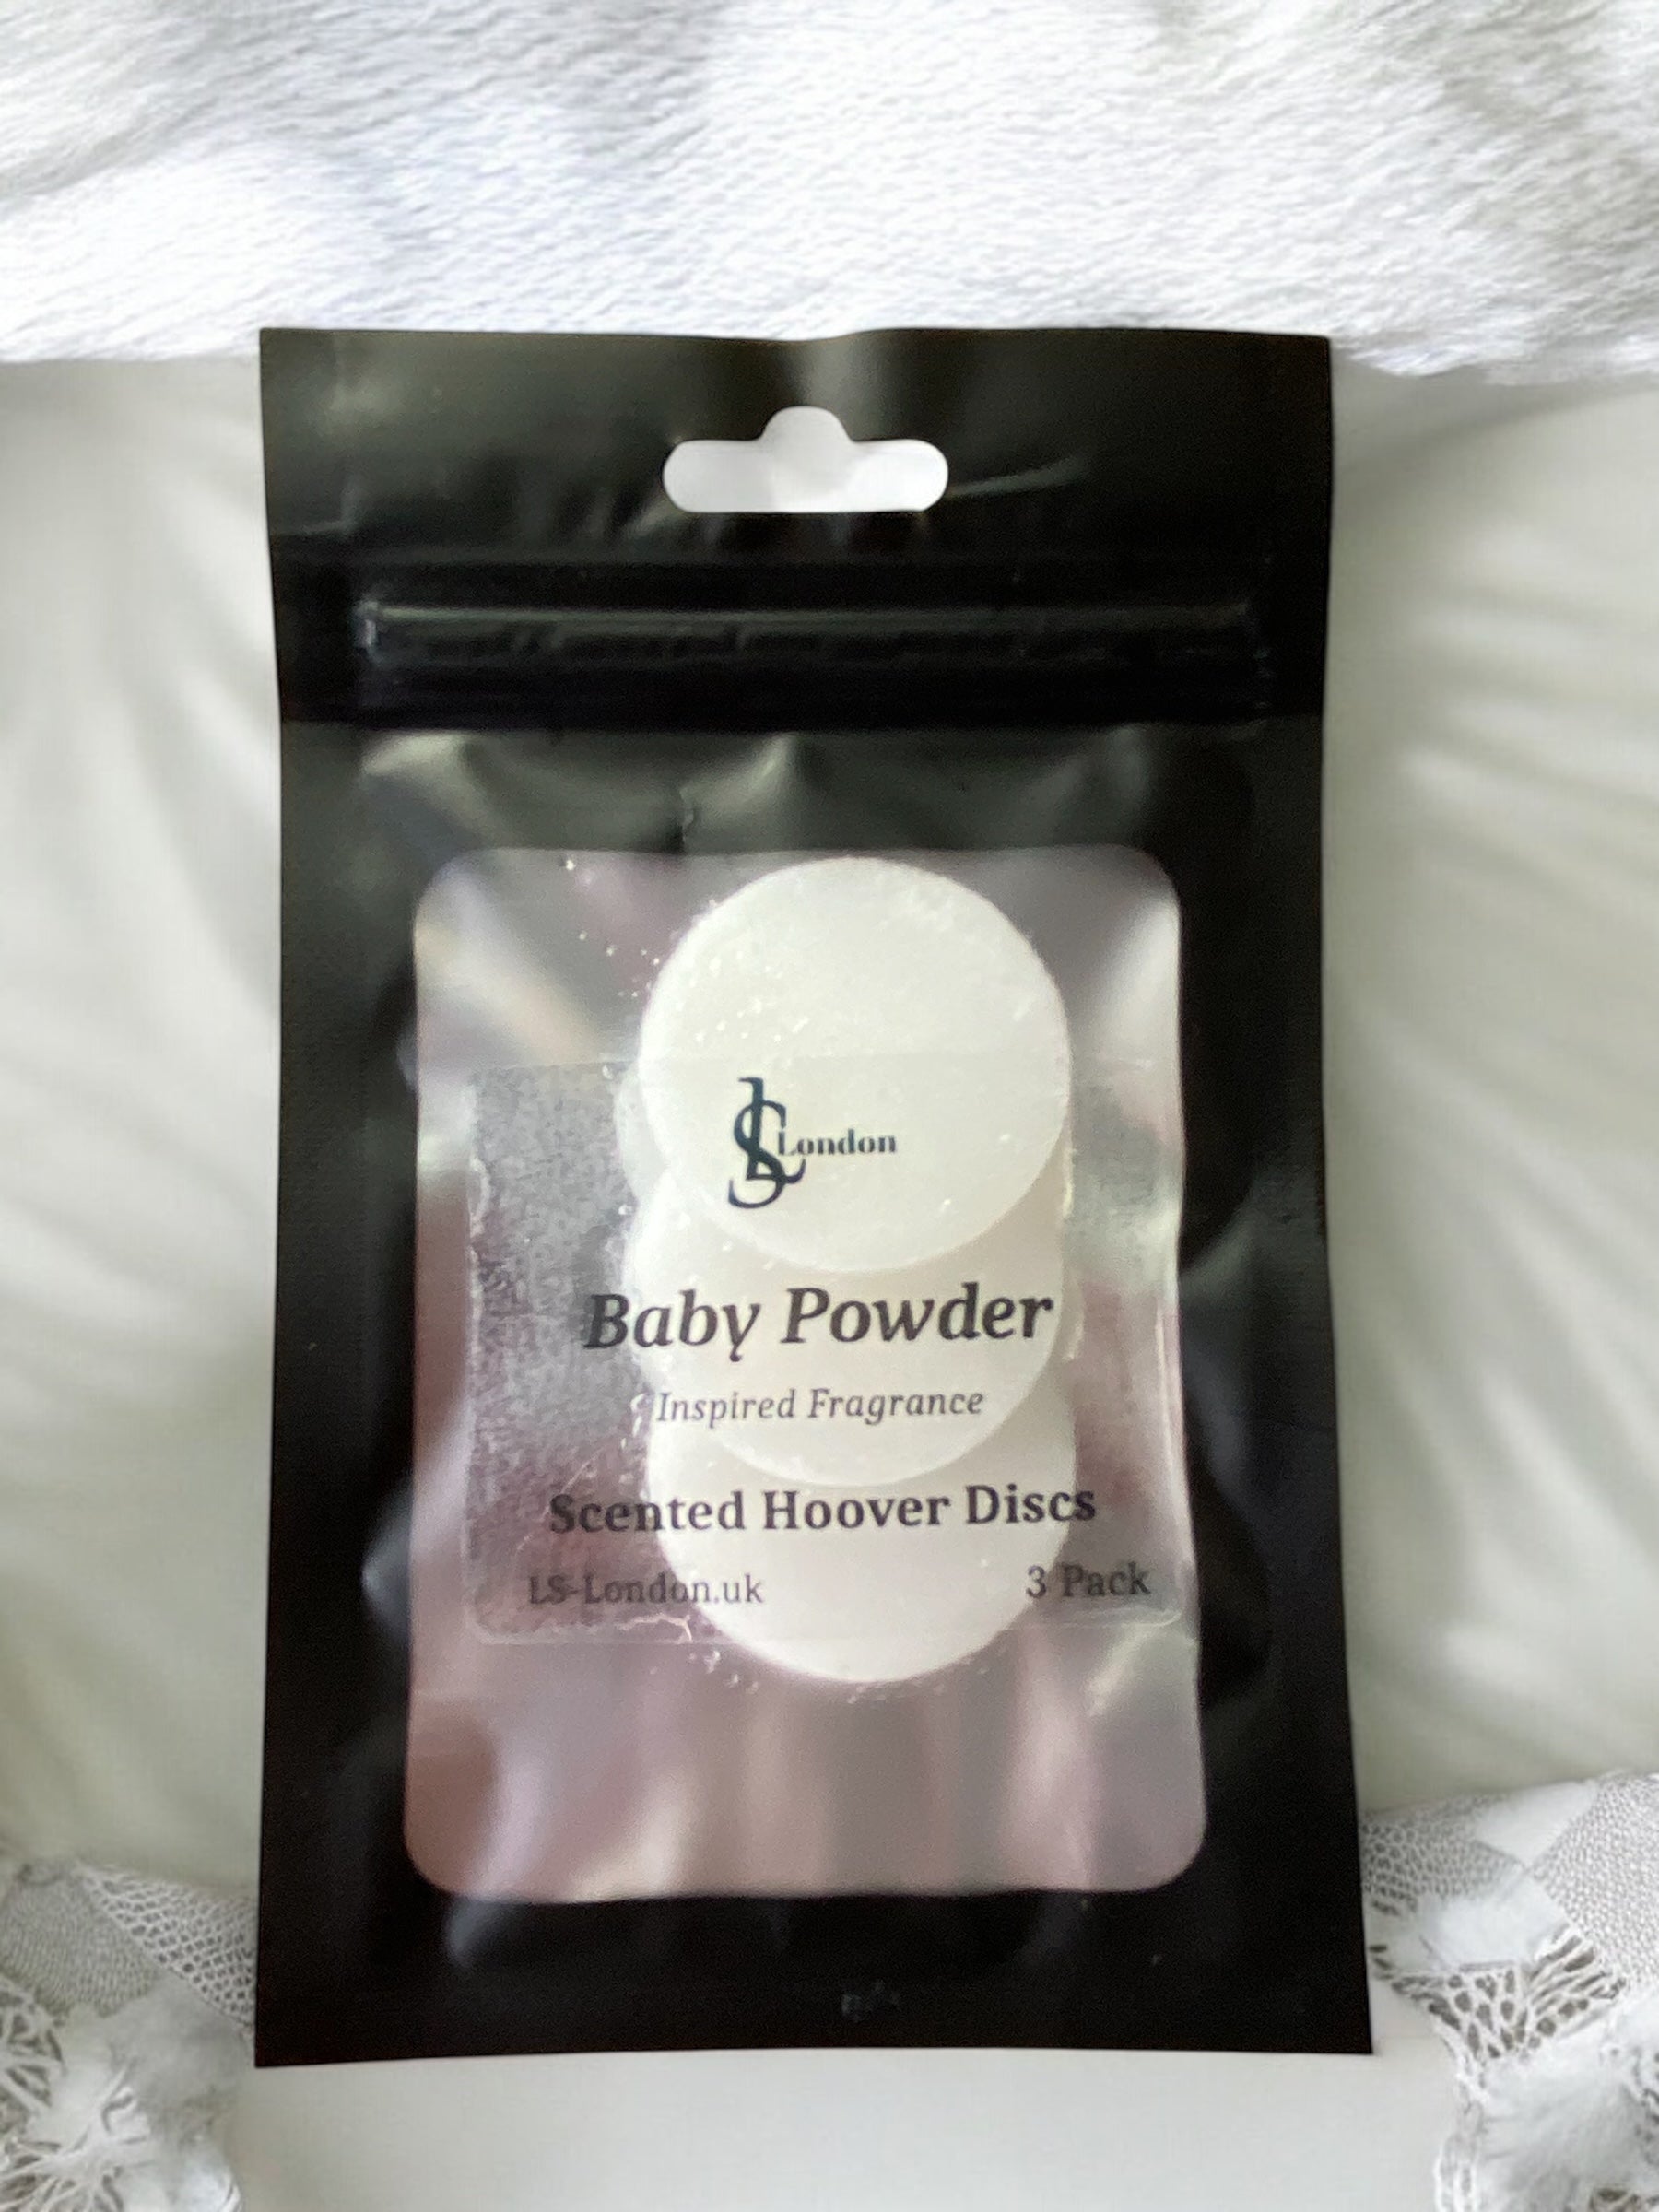 LS London
Baby Powder
Inspired Fragrance
Scented Hoover Discs
LS-London.uk
3 Pack